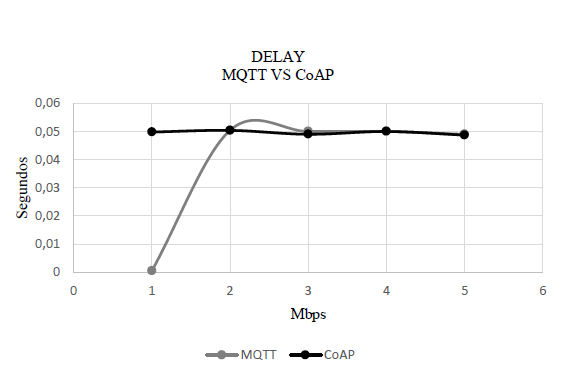 DELAY
MQTT VS CoAP
0,06
0,05
0,04
0,03
0,02
0,01
0
Segundos
0 1 2 3 4 5 6
Mbps
MQTT CoAP